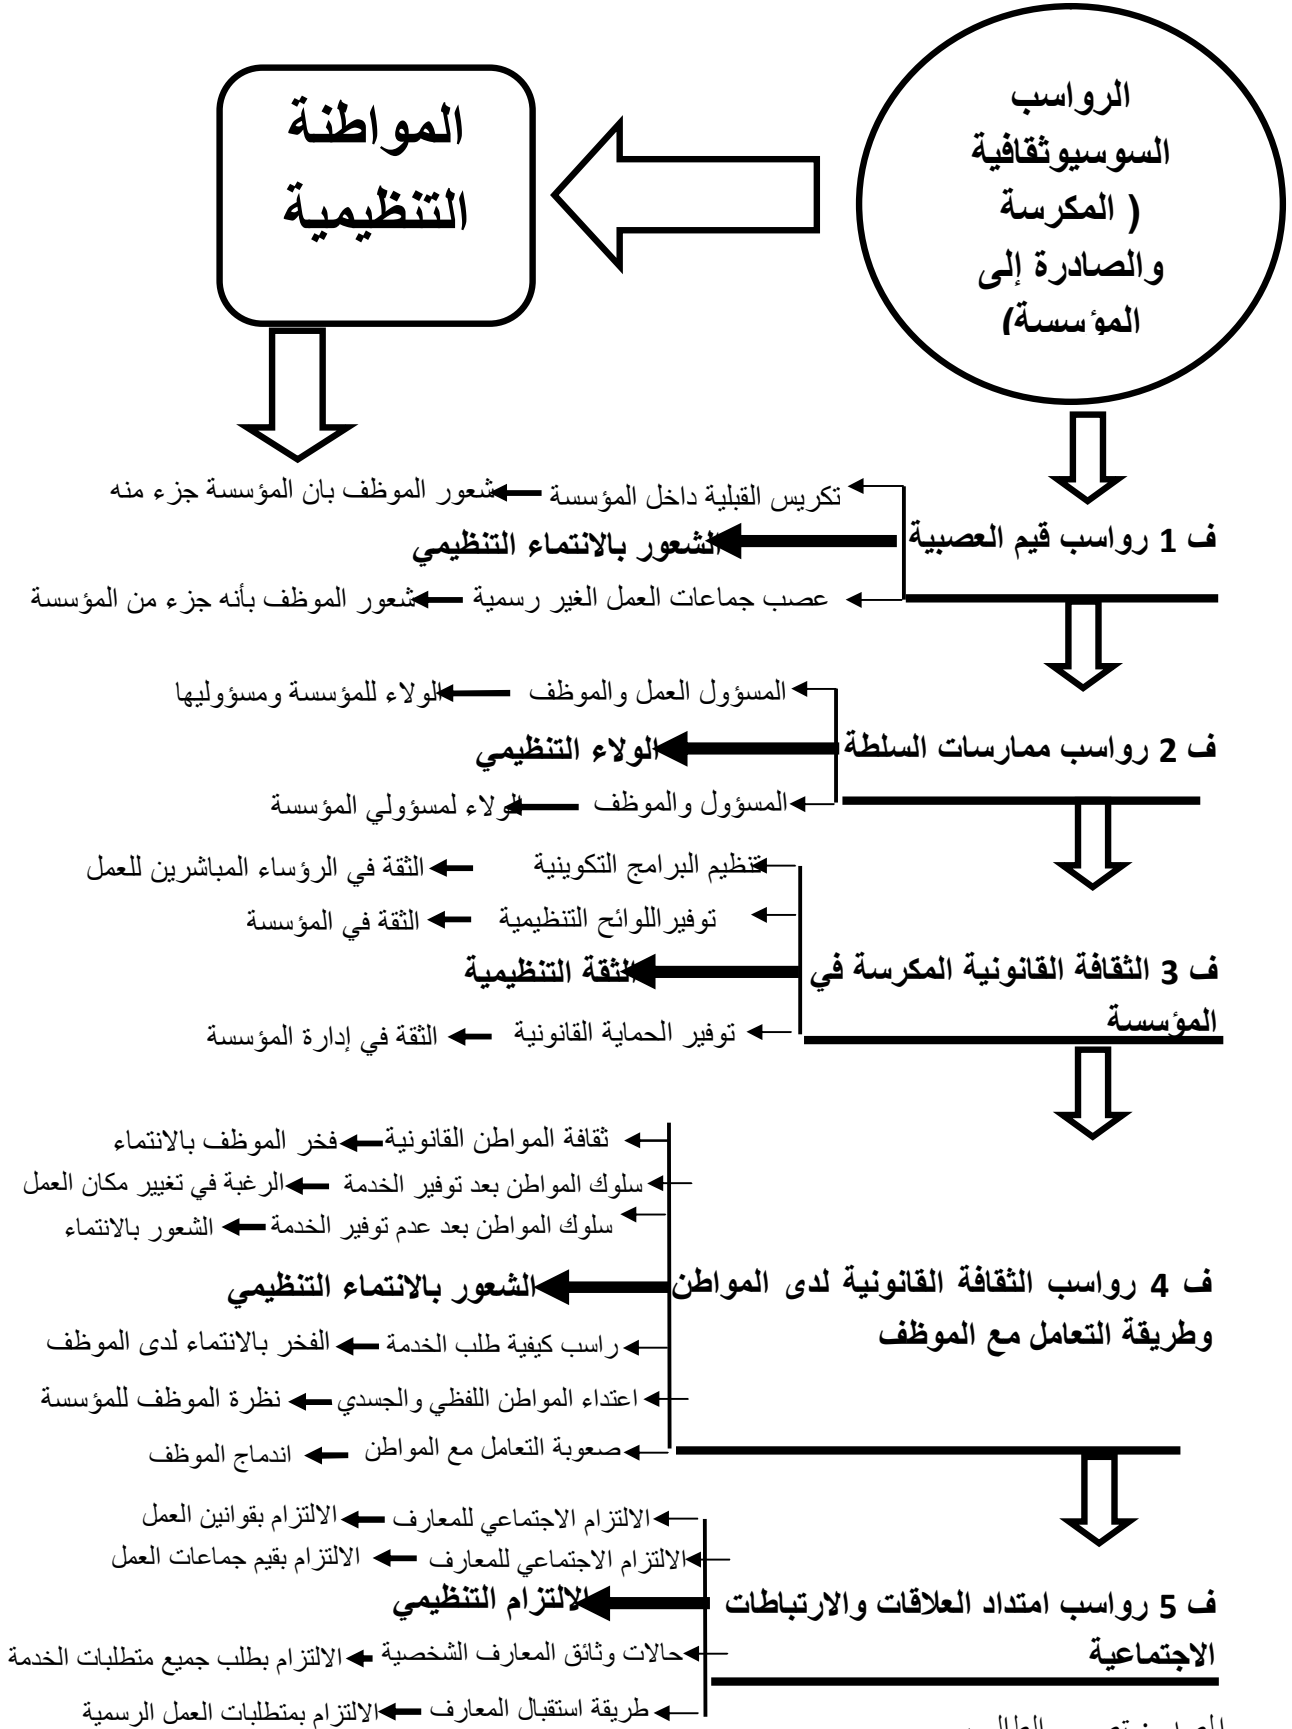 الرواسب
السوسيوثقافية
( المكرسة
والصادرة إلى
المؤسسة)
المواطنة
التنظيمية
تكريس القبلية داخل المؤسسة
شعور الموظف بان المؤسسة جزء منه
ف 1 رواسب قيم العصبية
الشعور بالانتماء التنظيمي
عصب جماعات العمل الغير رسمية
شعور الموظف بأنه جزء من المؤسسة
المسؤول العمل والموظف
الولاء للمؤسسة ومسؤوليها
ف 2 رواسب ممارسات السلطة
الولاء التنظيمي
المسؤول والموظف
الولاء لمسؤولي المؤسسة
تنظيم البرامج التكوينية
الثقة في الرؤساء المباشرين للعمل
توفيراللوائح التنظيمية
الثقة في المؤسسة
ف 3 الثقافة القانونية المكرسة في
المؤسسة
الثقة التنظيمية
توفير الحماية القانونية
الثقة في إدارة المؤسسة
ثقافة المواطن القانونية
فخر الموظف بالانتماء
سلوك المواطن بعد توفير الخدمة
الرغبة في تغيير مكان العمل
سلوك المواطن بعد عدم توفير الخدمة
الشعور بالانتماء
ف 4 رواسب الثقافة القانونية لدى المواطن
وطريقة التعامل مع الموظف
الشعور بالانتماء التنظيمي
راسب كيفية طلب الخدمة
الفخر بالانتماء لدى الموظف
اعتداء المواطن اللفظي والجسدي
نظرة الموظف للمؤسسة
صعوبة التعامل مع المواطن
اندماج الموظف
الالتزام الاجتماعي للمعارف
الالتزام بقوانين العمل
الالتزام الاجتماعي للمعارف
الالتزام بقيم جماعات العمل
ف 5 رواسب امتداد العلاقات والارتباطات
الاجتماعية
الالتزام التنظيمي
حالات وثائق المعارف الشخصية
الالتزام بطلب جميع متطلبات الخدمة
طريقة استقبال المعارف
الالتزام بمتطلبات العمل الرسمية